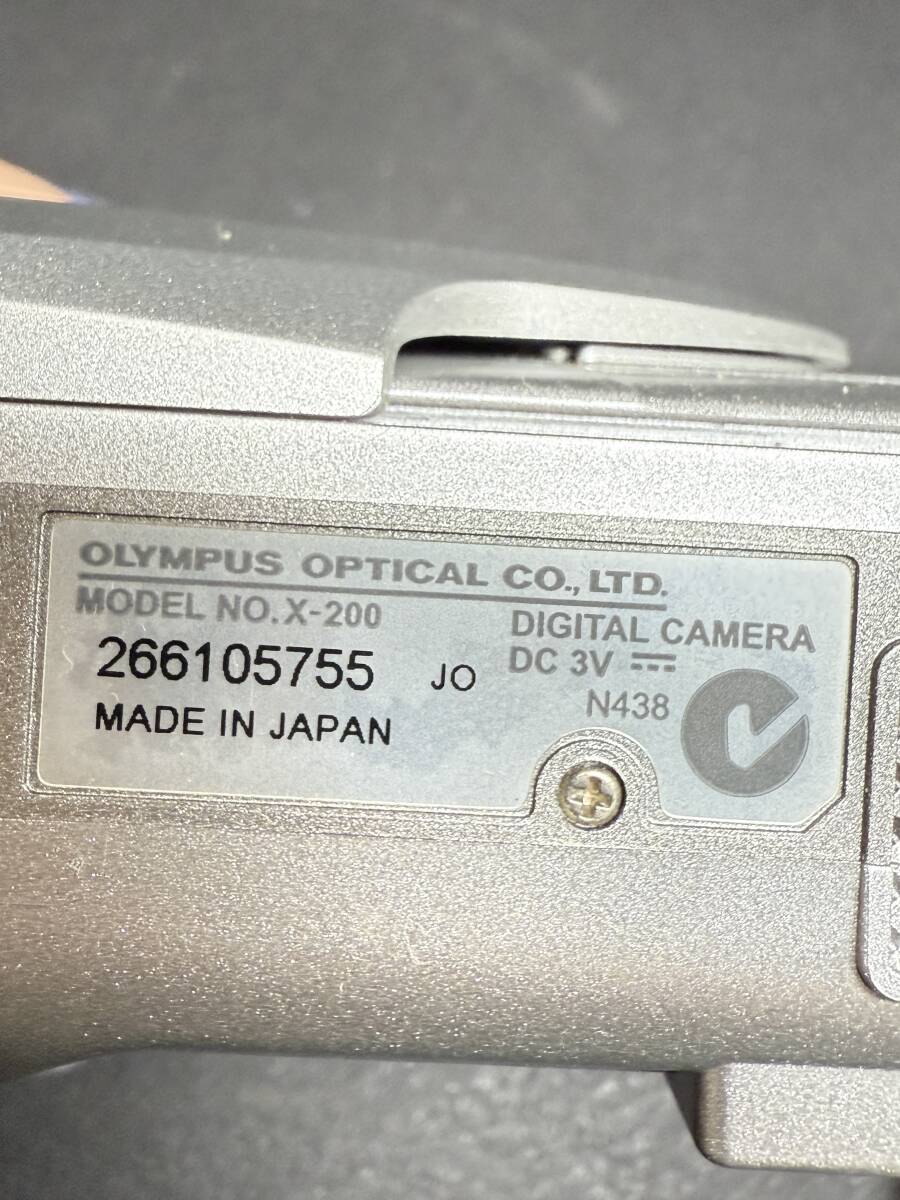 OLYMPUS OPTICAL CO., LTD.
MODEL NO. X-200
DIGITAL CAMERA
266105755 JO
DC 3V
MADE IN JAPAN
N438